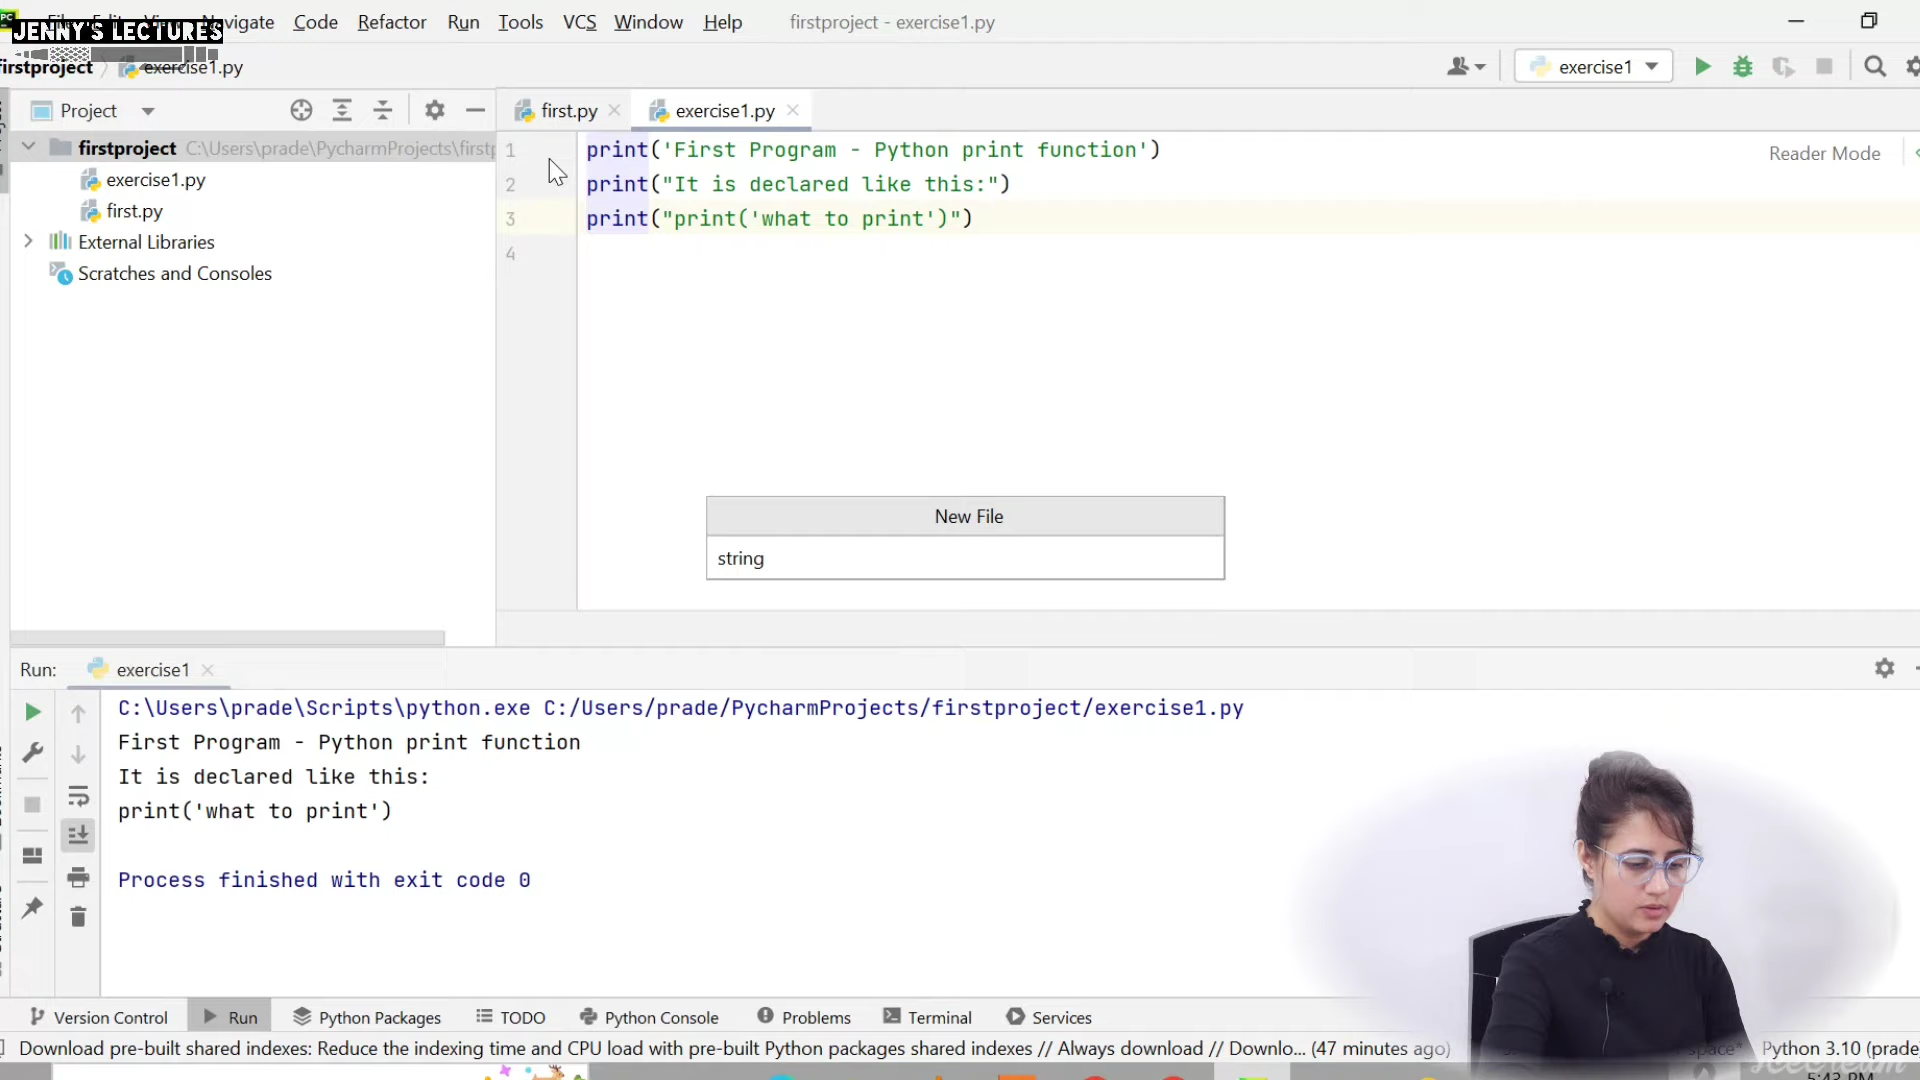 Navigate Code Refactor Run Tools VCS Window Help firstproject - exercise1.py
JENNY'S LECTURES
firstproject exercise1.py
exercise1
Project
first.py exercise1.py
firstproject C:\Users\prade\PycharmProjects\firstp
exercise1.py
first.py
External Libraries
Scratches and Consoles
1 print('First Program - Python print function')
2 print("It is declared like this:")
3 print("print('what to print')")
4
Reader Mode
New File
string
Run: exercise1
C:\Users\prade\Scripts\python.exe C:/Users/prade/PycharmProjects/firstproject/exercise1.py
First Program - Python print function
It is declared like this:
print('what to print')
Process finished with exit code 0
Version Control Run Python Packages TODO Python Console Problems Terminal Services
Download pre-built shared indexes: Reduce the indexing time and CPU load with pre-built Python packages shared indexes // Always download // Downlo... (47 minutes ago) Python 3.10 (prade
5:43 PM